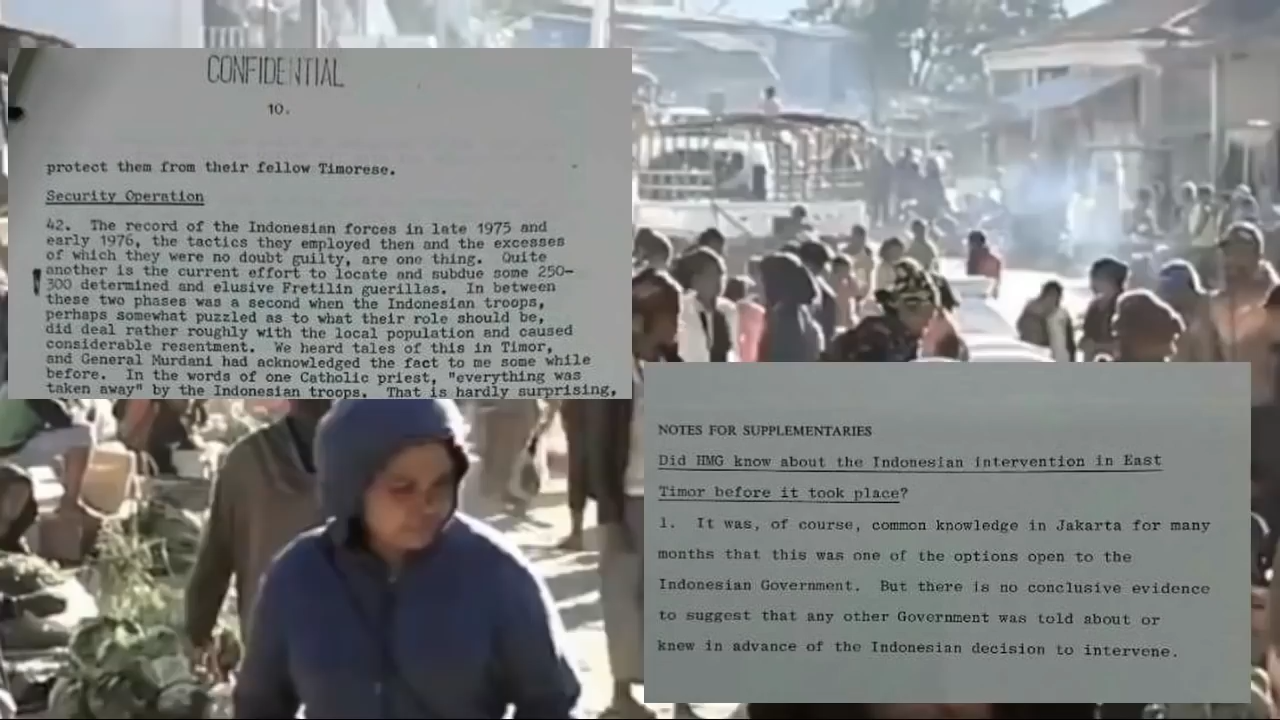 CONFIDENTIAL
10.
protect them from their fellow Timorese.
Security Operation
42. The record of the Indonesian forces in late 1975 and
early 1976, the tactics they employed then and the excesses
of which they were no doubt guilty, are one thing. Quite
another is the current effort to locate and subdue some 250-
300 determined and elusive Fretilin guerillas. In between
these two phases was a second when the Indonesian troops,
perhaps somewhat puzzled as to what their role should be,
did deal rather roughly with the local population and caused
considerable resentment. We heard tales of this in Timor,
and General Murdani had acknowledged the fact to me some while
before. In the words of one Catholic priest, "everything was
taken away" by the Indonesian troops. That is hardly surprising,
NOTES FOR SUPPLEMENTARIES
Did HMG know about the Indonesian intervention in East
Timor before it took place?
1. It was, of course, common knowledge in Jakarta for many
months that this was one of the options open to the
Indonesian Government. But there is no conclusive evidence
to suggest that any other Government was told about or
knew in advance of the Indonesian decision to intervene.